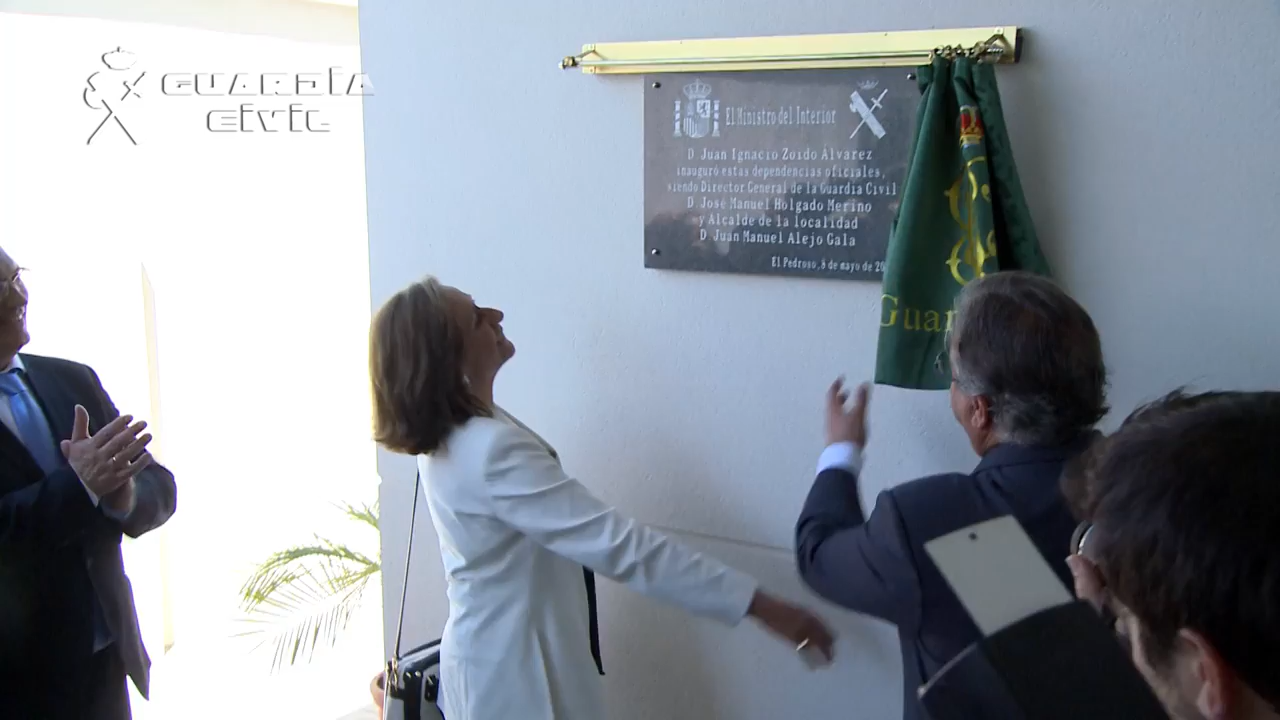 GUARDIA
CIVIL
El Ministro del Interior
D. Juan Ignacio Zoido Álvarez
inauguró estas dependencias oficiales,
siendo Director General de la Guardia Civil
D. José Manuel Holgado Merino
y Alcalde de la localidad
D. Juan Manuel Alejo Gala
El Pedroso, 8 de mayo de 20
Guar